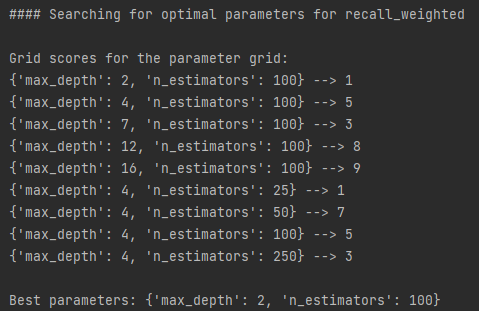 #### Searching for optimal parameters for recall_weighted
Grid scores for the parameter grid:
{'max_depth': 2, 'n_estimators': 100} --> 1
{'max_depth': 4, 'n_estimators': 100} --> 5
{'max_depth': 7, 'n_estimators': 100} --> 3
{'max_depth': 12, 'n_estimators': 100} --> 8
{'max_depth': 16, 'n_estimators': 100} --> 9
{'max_depth': 4, 'n_estimators': 25} --> 1
{'max_depth': 4, 'n_estimators': 50} --> 7
{'max_depth': 4, 'n_estimators': 100} --> 5
{'max_depth': 4, 'n_estimators': 250} --> 3
Best parameters: {'max_depth': 2, 'n_estimators': 100}